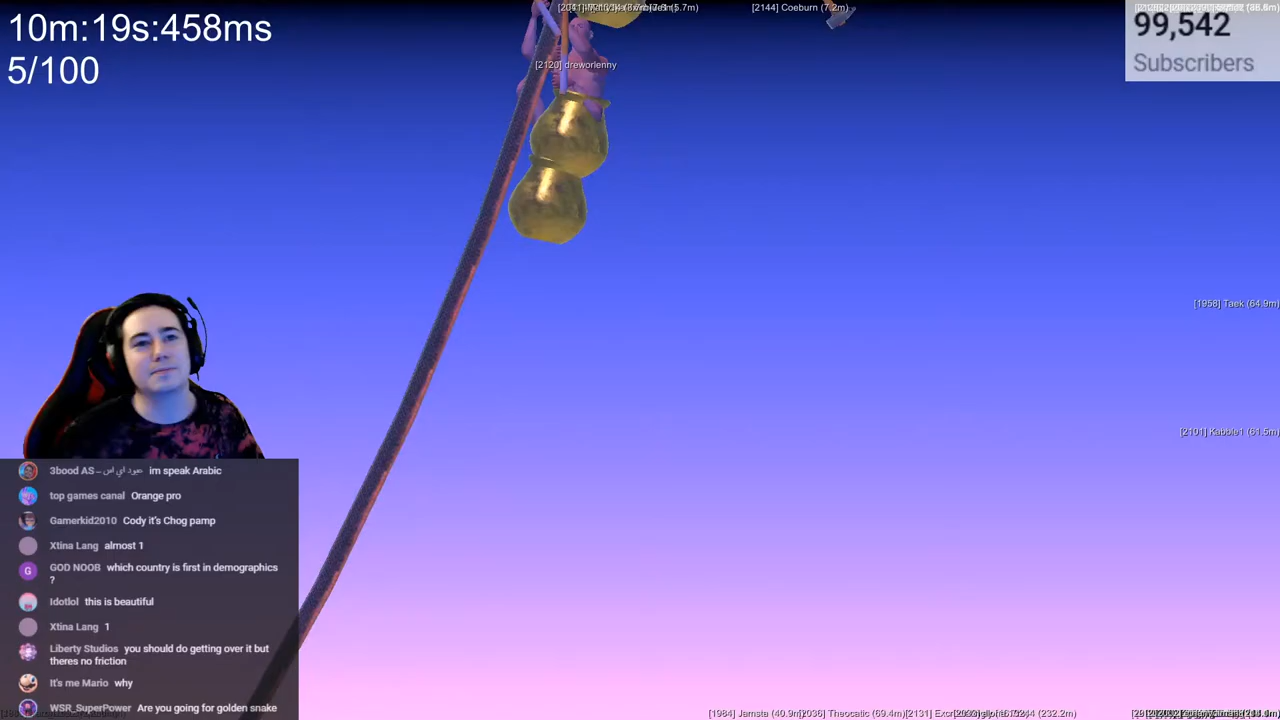 10m:19s:458ms
5/100
[2144] Coeburn (7.2m)
99,542
Subscribers
[2120] dreworlenny
[1958] Taek (64.9m)
[2101] Kabble1 (61.5m)
3bood AS – عبود اي اس im speak Arabic
top games canal Orange pro
Gamerkid2010 Cody it's Chog pamp
Xtina Lang almost 1
GOD NOOB which country is first in demographics
?
Idotlol this is beautiful
Xtina Lang 1
Liberty Studios you should do getting over it but
theres no friction
It's me Mario why
WSR_SuperPower Are you going for golden snake
[1984] Jamsta (40.9m) [2036] Theocatic (69.4m) [2131]